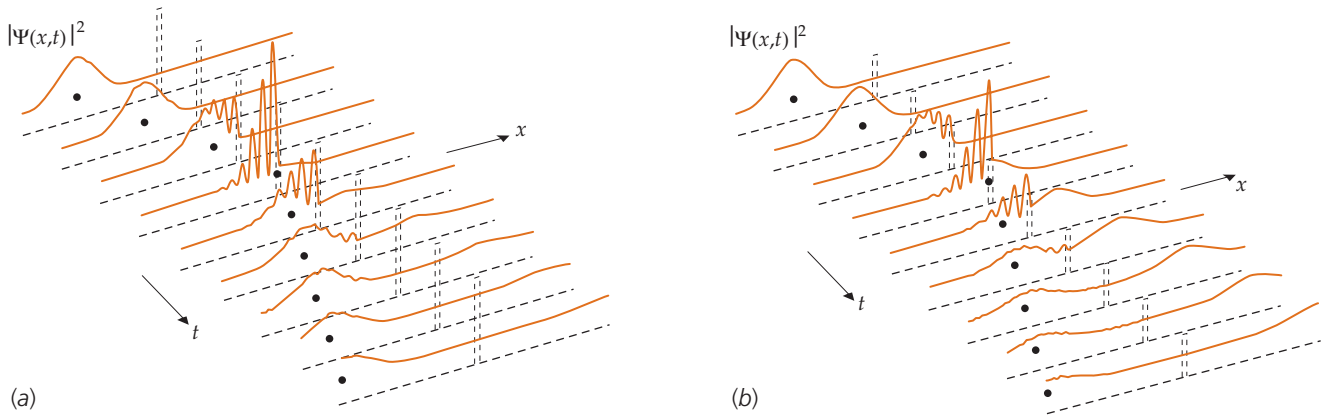 (a)
|Ψ(x,t)|²
x
t
(b)
|Ψ(x,t)|²
x
t